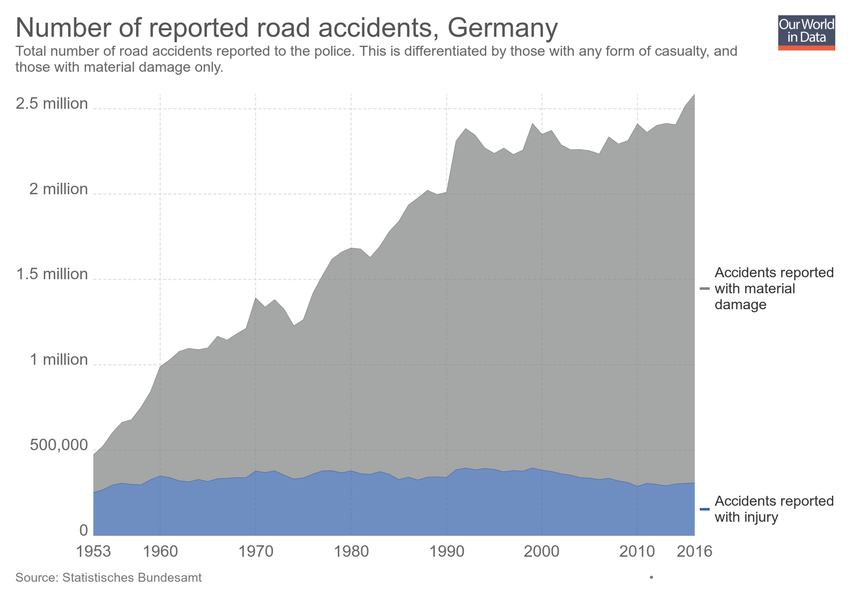 Number of reported road accidents, Germany
Our World
in Data
Total number of road accidents reported to the police. This is differentiated by those with any form of casualty, and
those with material damage only.
2.5 million
2 million
1.5 million
1 million
500,000
0
1953
1960
1970
1980
1990
2000
2010
2016
Accidents reported
with material
damage
Accidents reported
with injury
Source: Statistisches Bundesamt
•